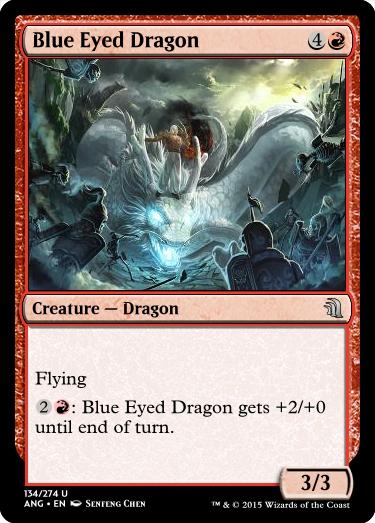 Blue Eyed Dragon 4
Creature — Dragon
Flying
2 : Blue Eyed Dragon gets +2/+0
until end of turn.
3/3
134/274 U
ANG • EN Senfeng Chen ™ & © 2015 Wizards of the Coast